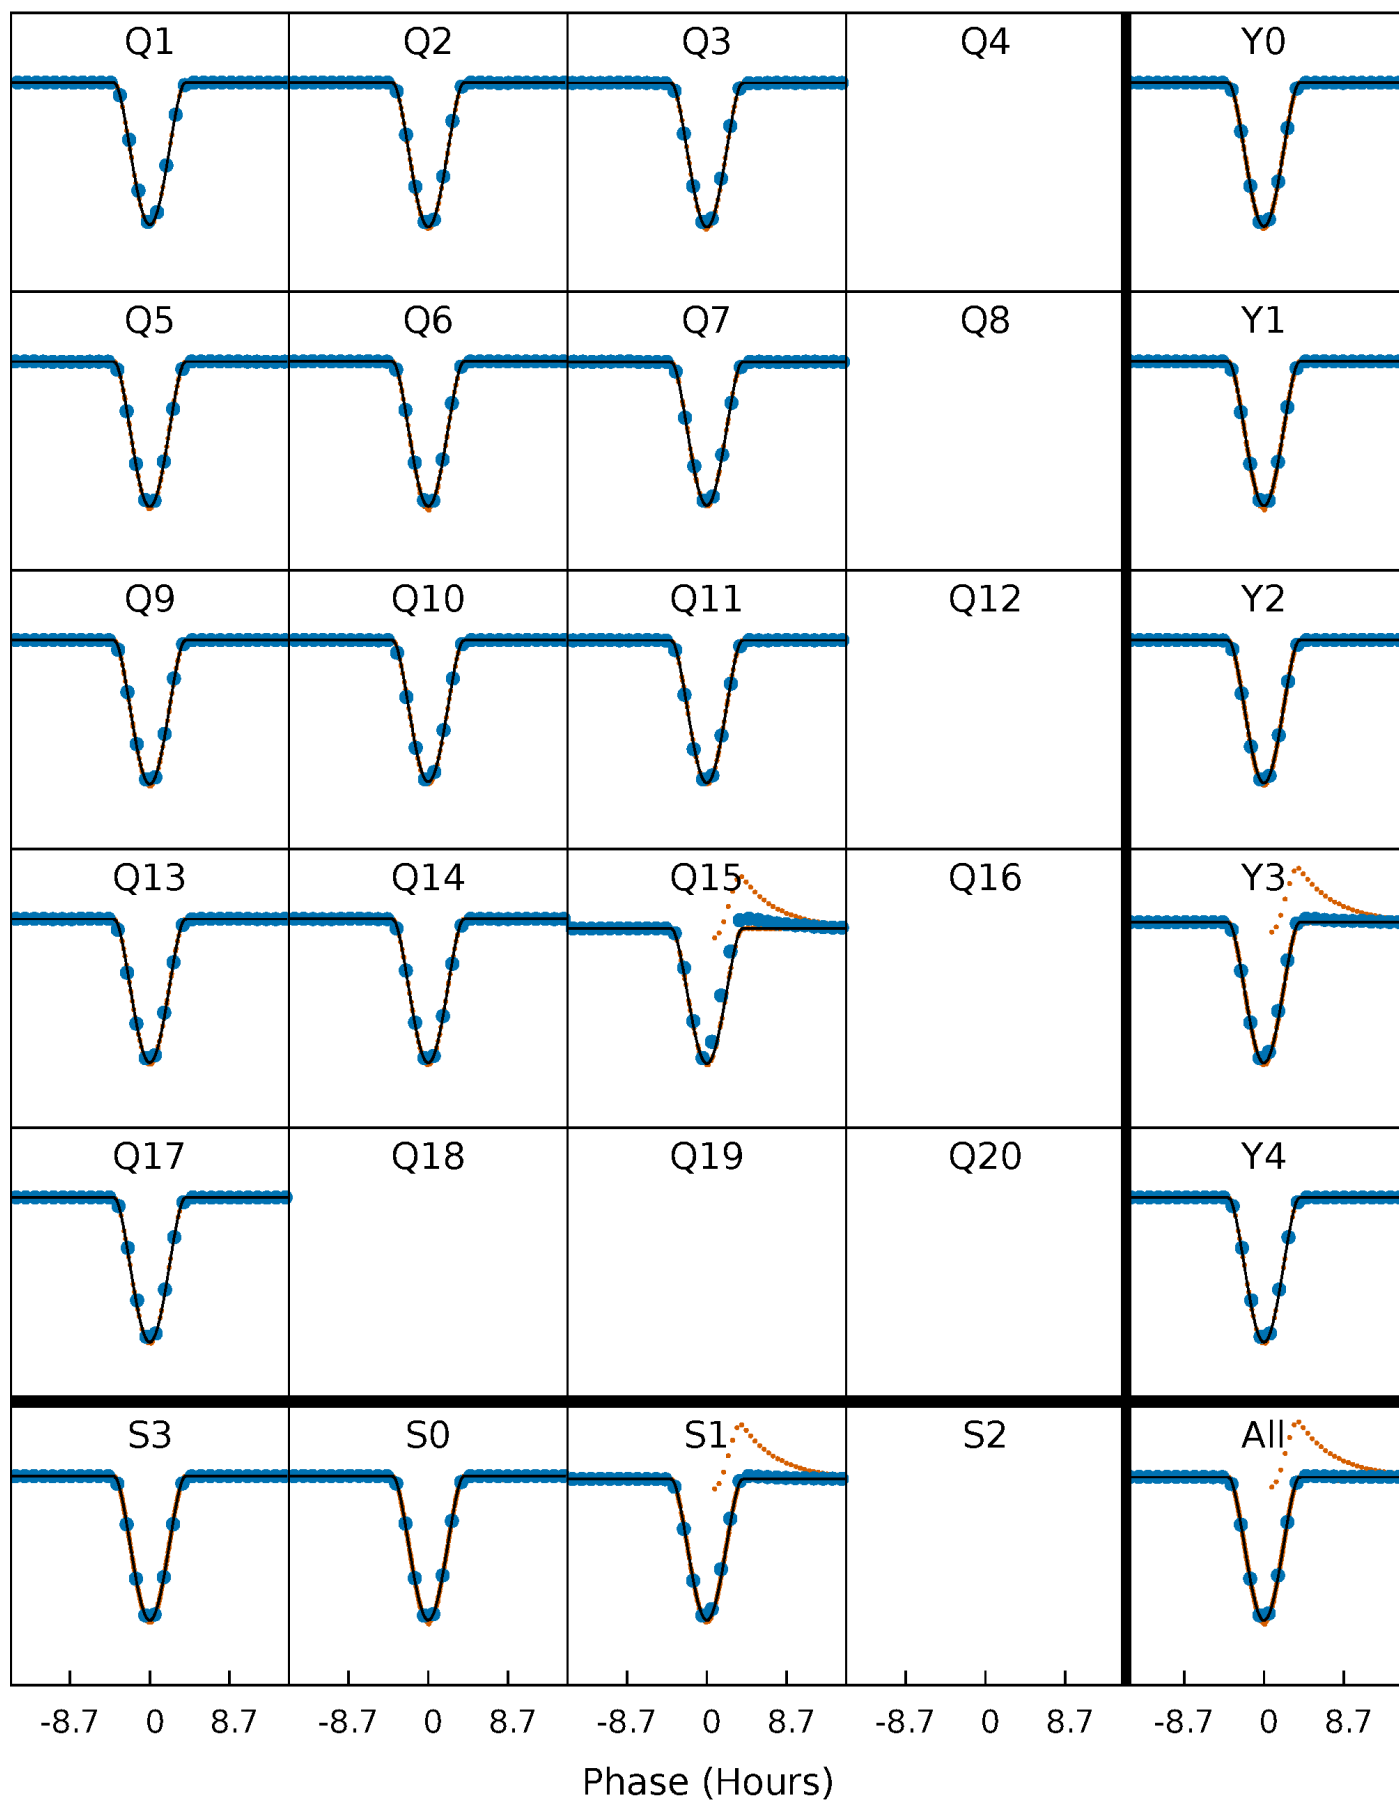 Q1 Q2 Q3 Q4 Y0
Q5 Q6 Q7 Q8 Y1
Q9 Q10 Q11 Q12 Y2
Q13 Q14 Q15 Q16 Y3
Q17 Q18 Q19 Q20 Y4
S3 S0 S1 S2 All
-8.7 0 8.7 -8.7 0 8.7 -8.7 0 8.7 -8.7 0 8.7 -8.7 0 8.7
Phase (Hours)